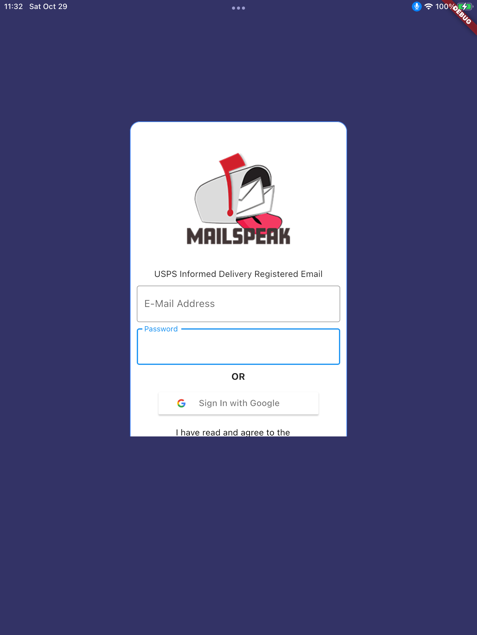 11:32 Sat Oct 29
100%
DEBUG
MAILSPEAK
USPS Informed Delivery Registered Email
E-Mail Address
Password
OR
Sign In with Google
I have read and agree to the